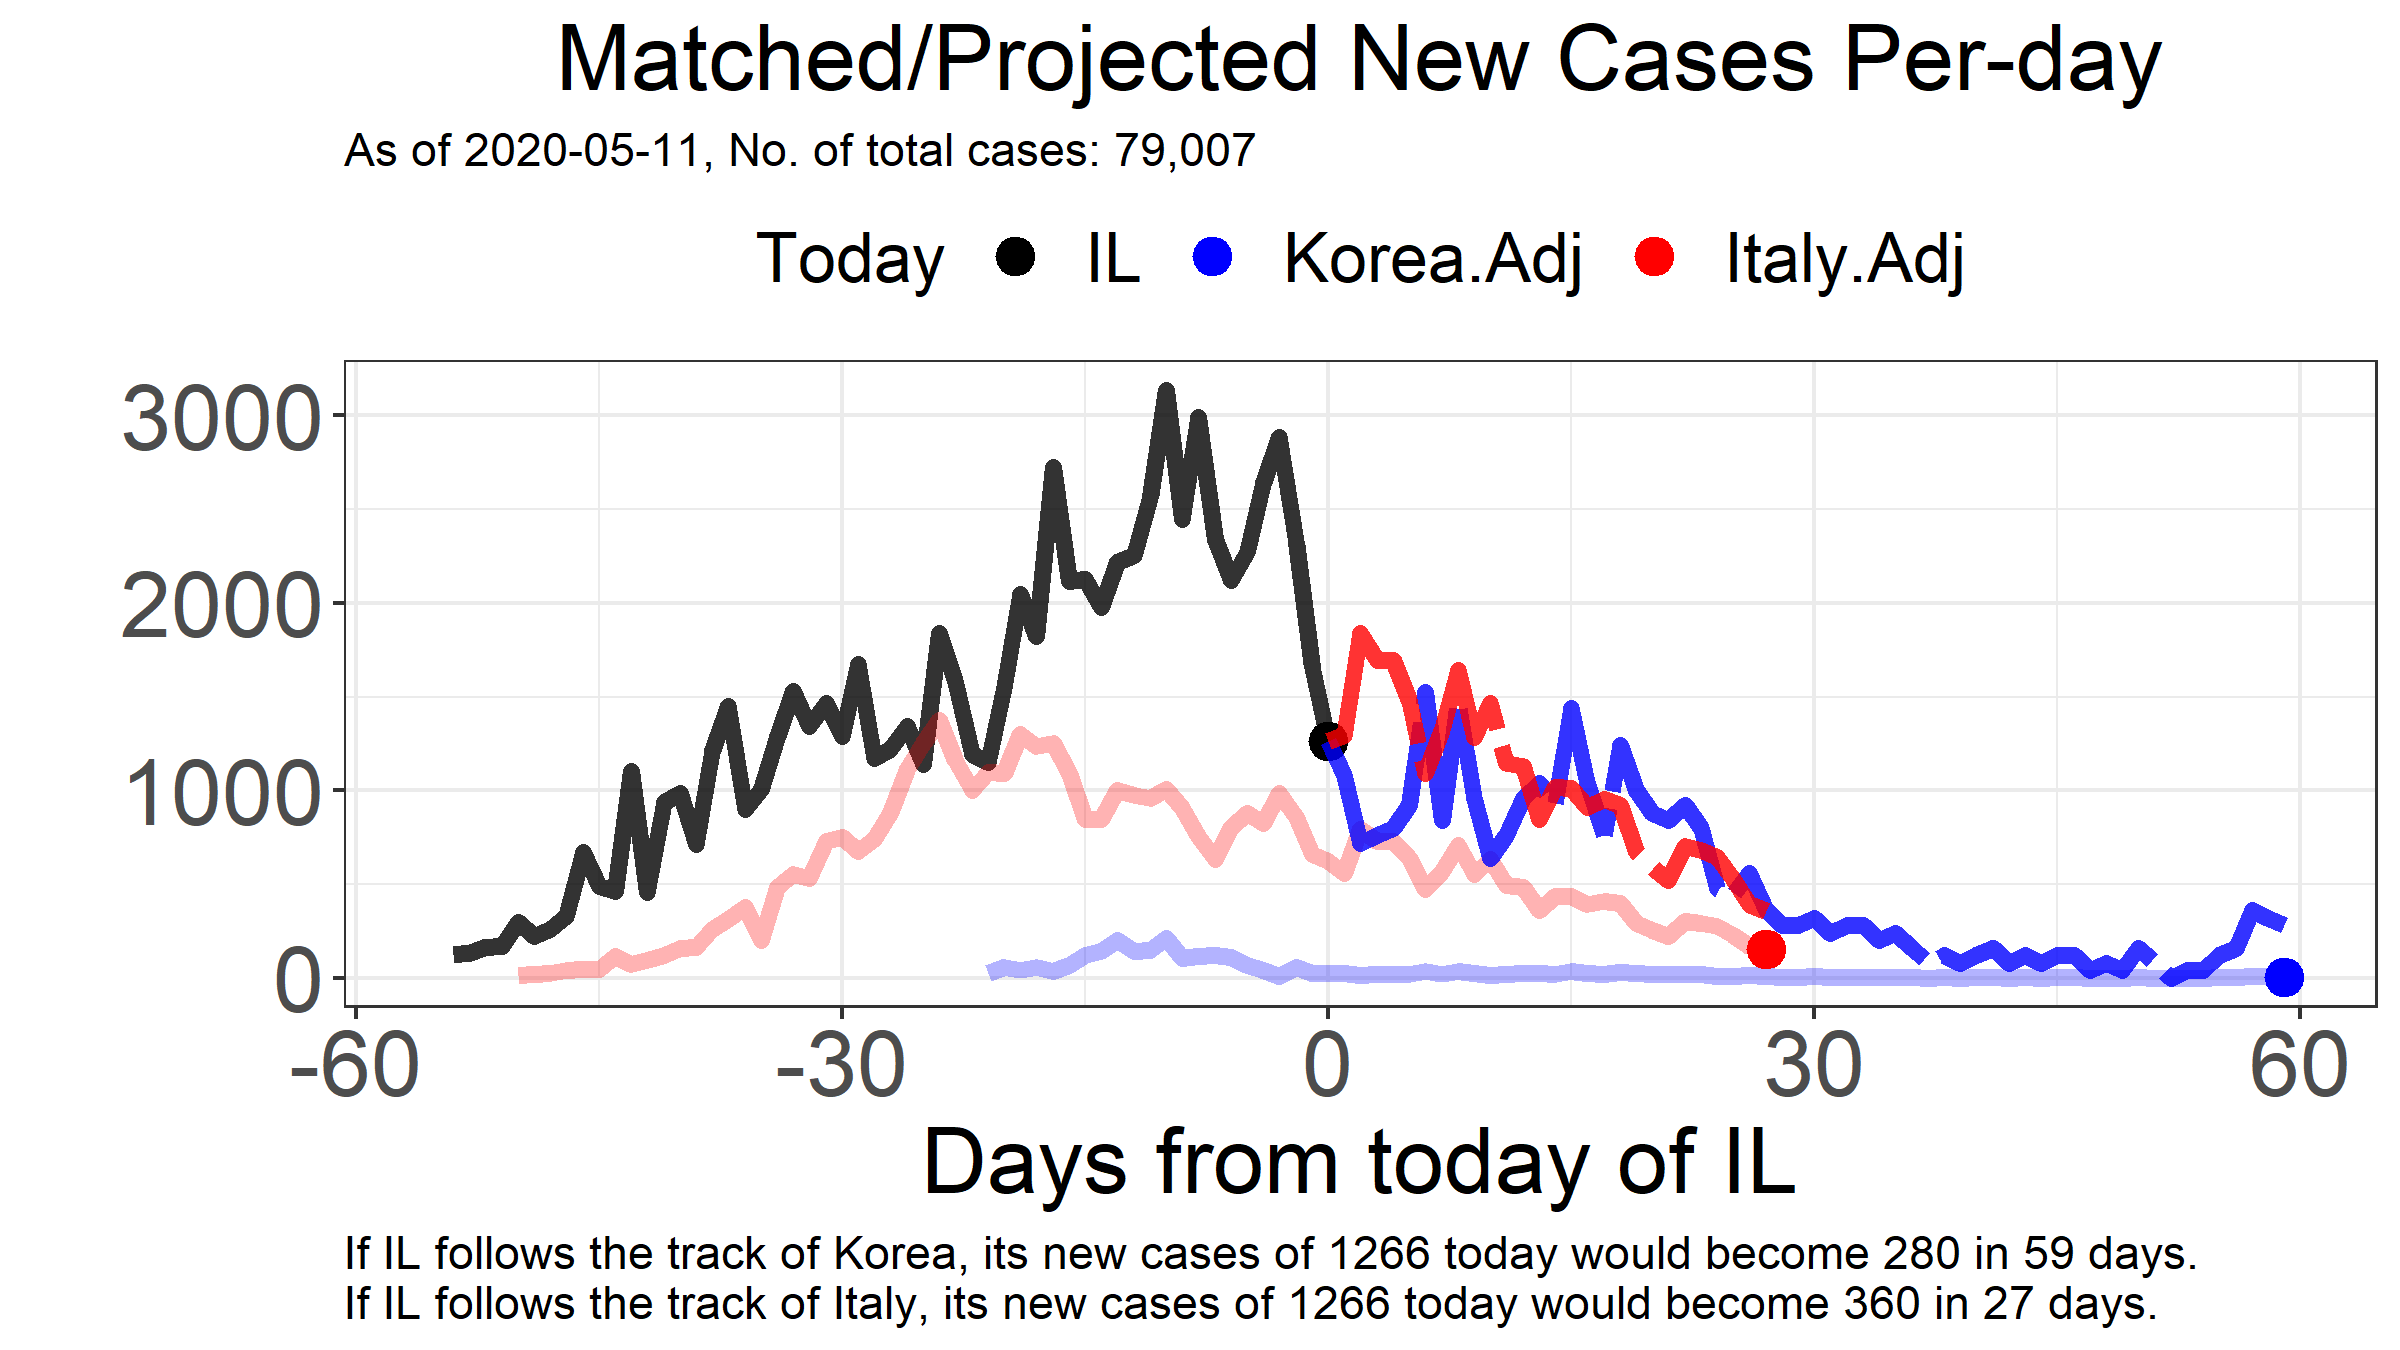 Matched/Projected New Cases Per-day
As of 2020-05-11, No. of total cases: 79,007
Today IL Korea.Adj Italy.Adj
3000
2000
1000
0
-60 -30 0 30 60
Days from today of IL
If IL follows the track of Korea, its new cases of 1266 today would become 280 in 59 days.
If IL follows the track of Italy, its new cases of 1266 today would become 360 in 27 days.